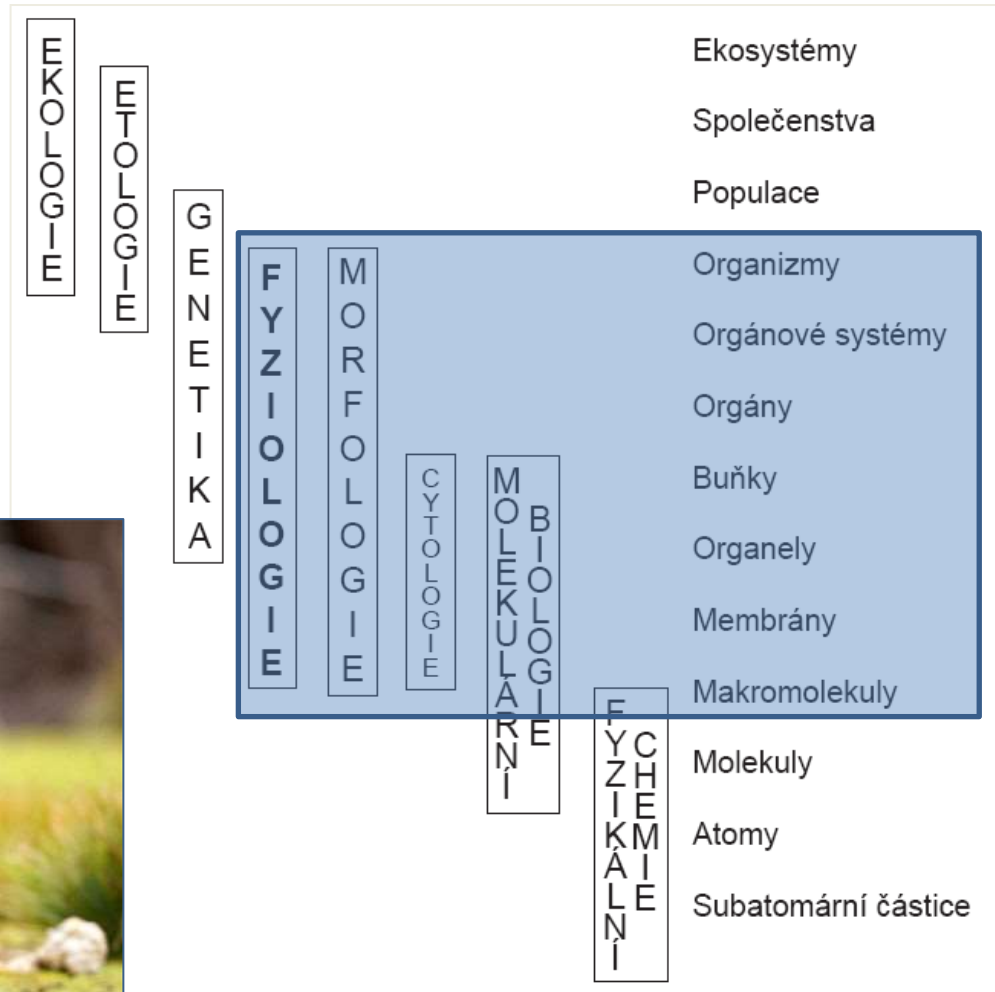 EKOLOGIE
ETOLOGIE
GENETIKA
FYZIOLOGIE
MORFOLOGIE
CYTOLOGIE
MOLEKULÁRNÍ
BIOLOGIE
FYZIKÁLNÍ
CHEMIE
Ekosystémy
Společenstva
Populace
Organizmy
Orgánové systémy
Orgány
Buňky
Organely
Membrány
Makromolekuly
Molekuly
Atomy
Subatomární částice